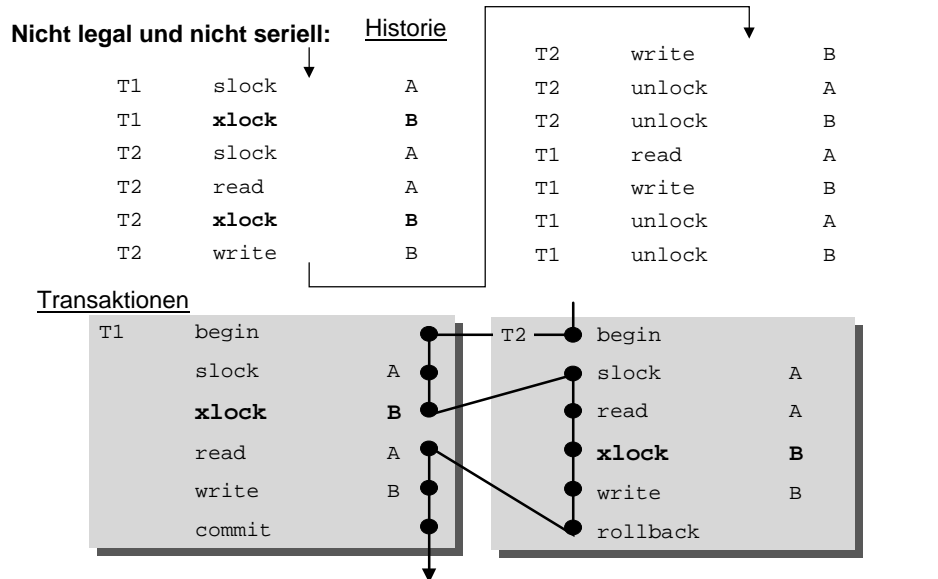 Nicht legal und nicht seriell: Historie
T1 slock A
T1 xlock B
T2 slock A
T2 read A
T2 xlock B
T2 write B
T2 write B
T2 unlock A
T2 unlock B
T1 read A
T1 write B
T1 unlock A
T1 unlock B
Transaktionen
T1 begin
slock A
xlock B
read A
write B
commit
T2 begin
slock A
read A
xlock B
write B
rollback